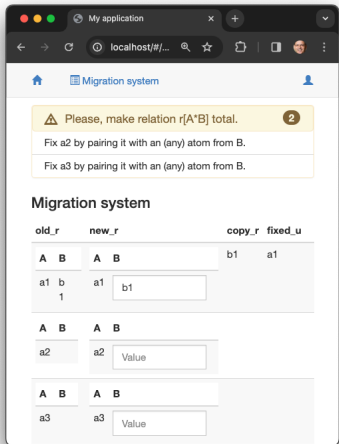 My application
localhost/#/...
Migration system
Please, make relation r[A*B] total. 2
Fix a2 by pairing it with an (any) atom from B.
Fix a3 by pairing it with an (any) atom from B.
Migration system
old_r new_r copy_r fixed_u
A B A B b1 a1
a1 b1 a1 b1
A B A B
a2 a2 Value
A B A B
a3 a3 Value